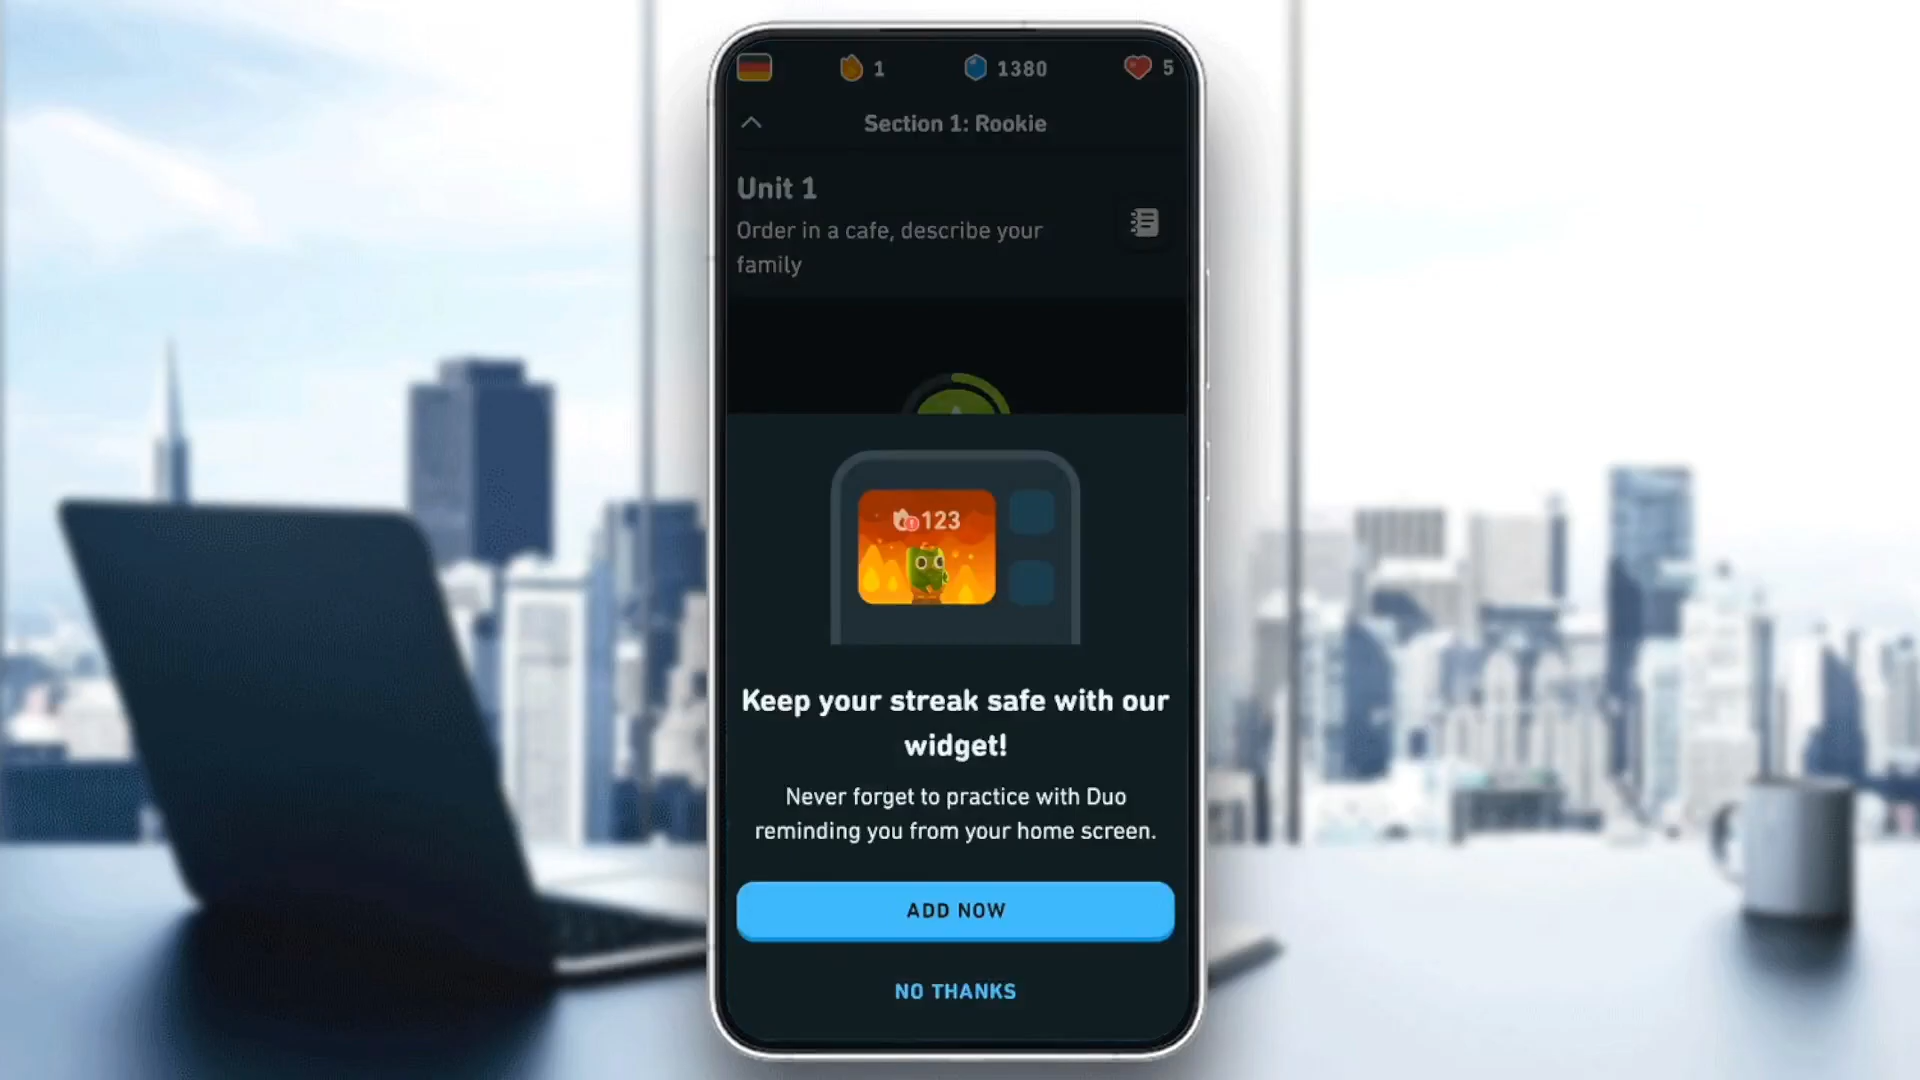 1 1380 5
Section 1: Rookie
Unit 1
Order in a cafe, describe your
family
123
Keep your streak safe with our
widget!
Never forget to practice with Duo
reminding you from your home screen.
ADD NOW
NO THANKS